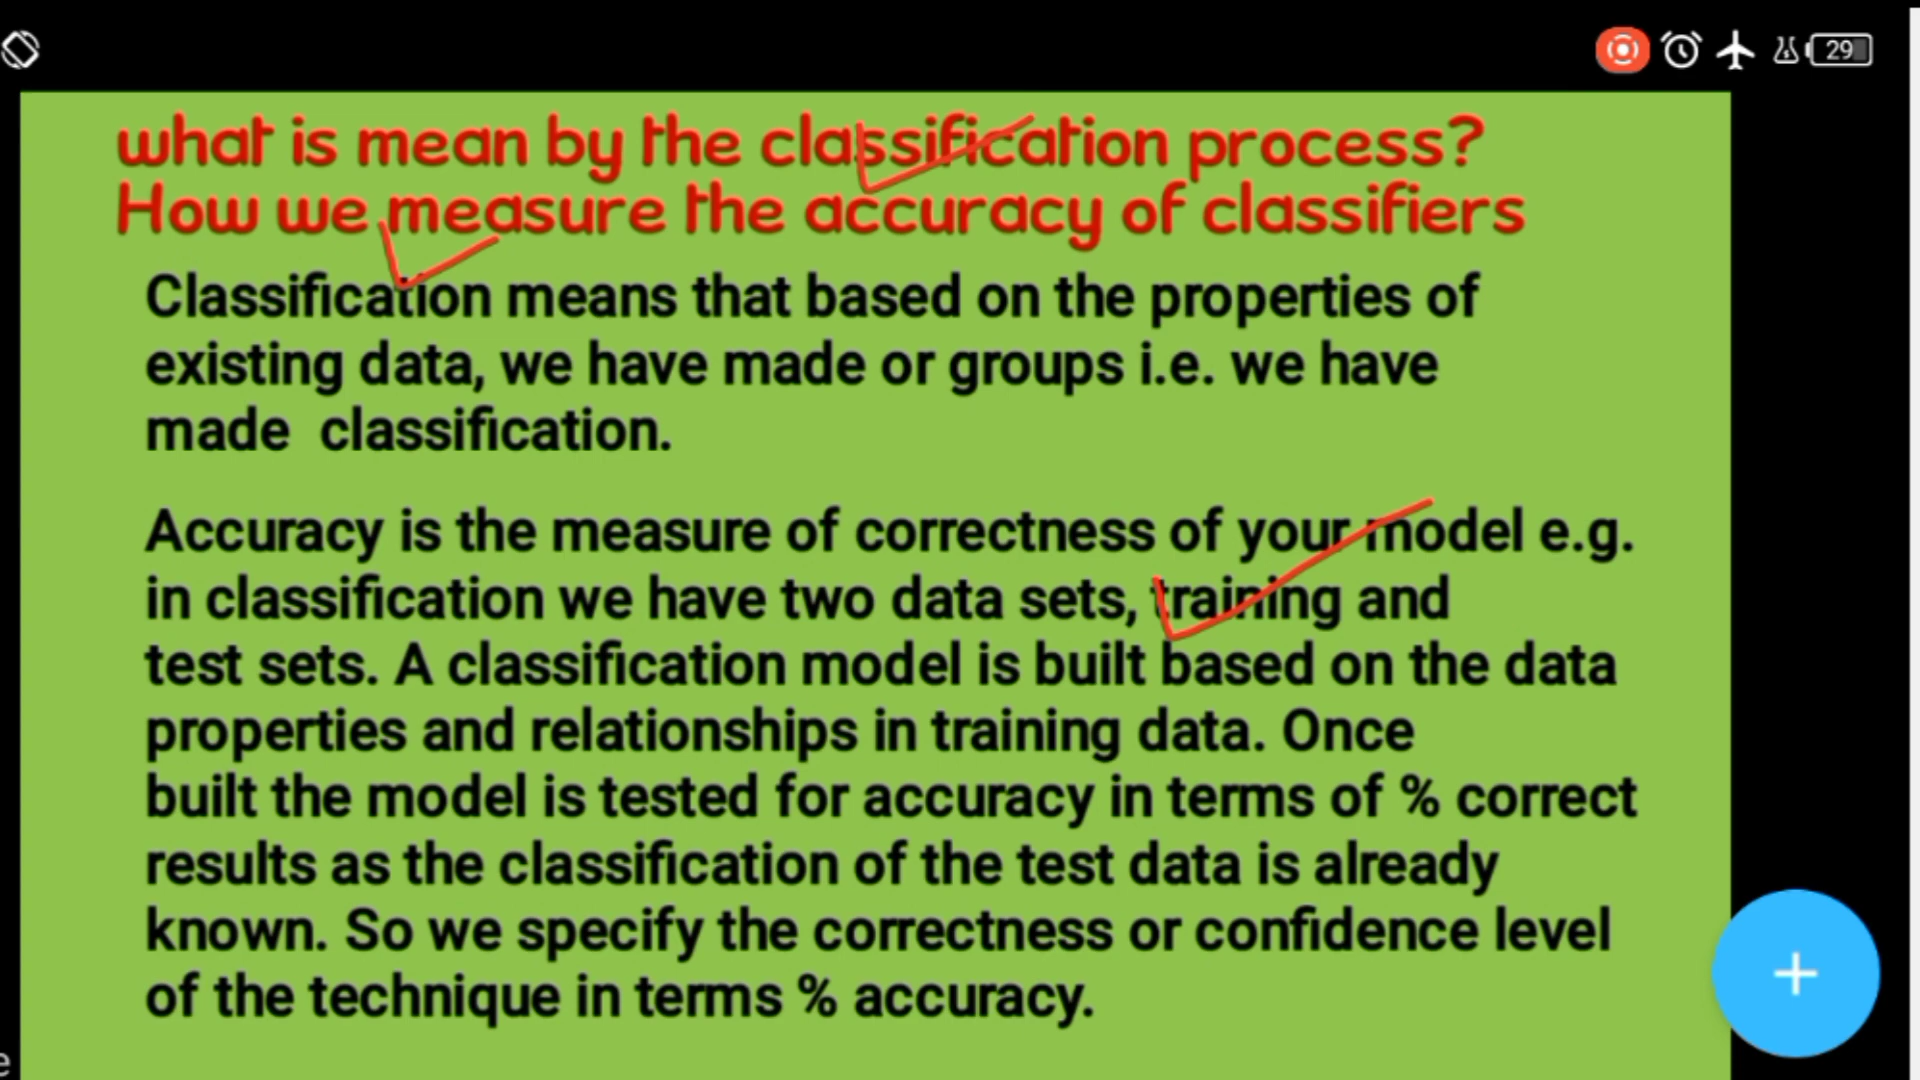 29
what is mean by the classification process?
How we measure the accuracy of classifiers
Classification means that based on the properties of
existing data, we have made or groups i.e. we have
made classification.
Accuracy is the measure of correctness of your model e.g.
in classification we have two data sets, training and
test sets. A classification model is built based on the data
properties and relationships in training data. Once
built the model is tested for accuracy in terms of % correct
results as the classification of the test data is already
known. So we specify the correctness or confidence level
of the technique in terms % accuracy.
+
e